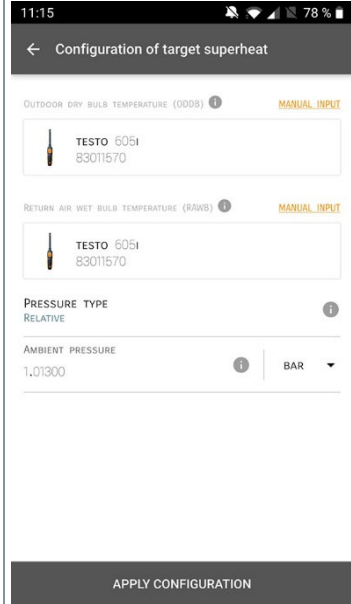 11:15 78 %
Configuration of target superheat
Outdoor dry bulb temperature (ODDB) MANUAL INPUT
TESTO 605I
83011570
Return air wet bulb temperature (RAWB) MANUAL INPUT
TESTO 605I
83011570
Pressure type
Relative
Ambient pressure
1.01300 BAR
APPLY CONFIGURATION